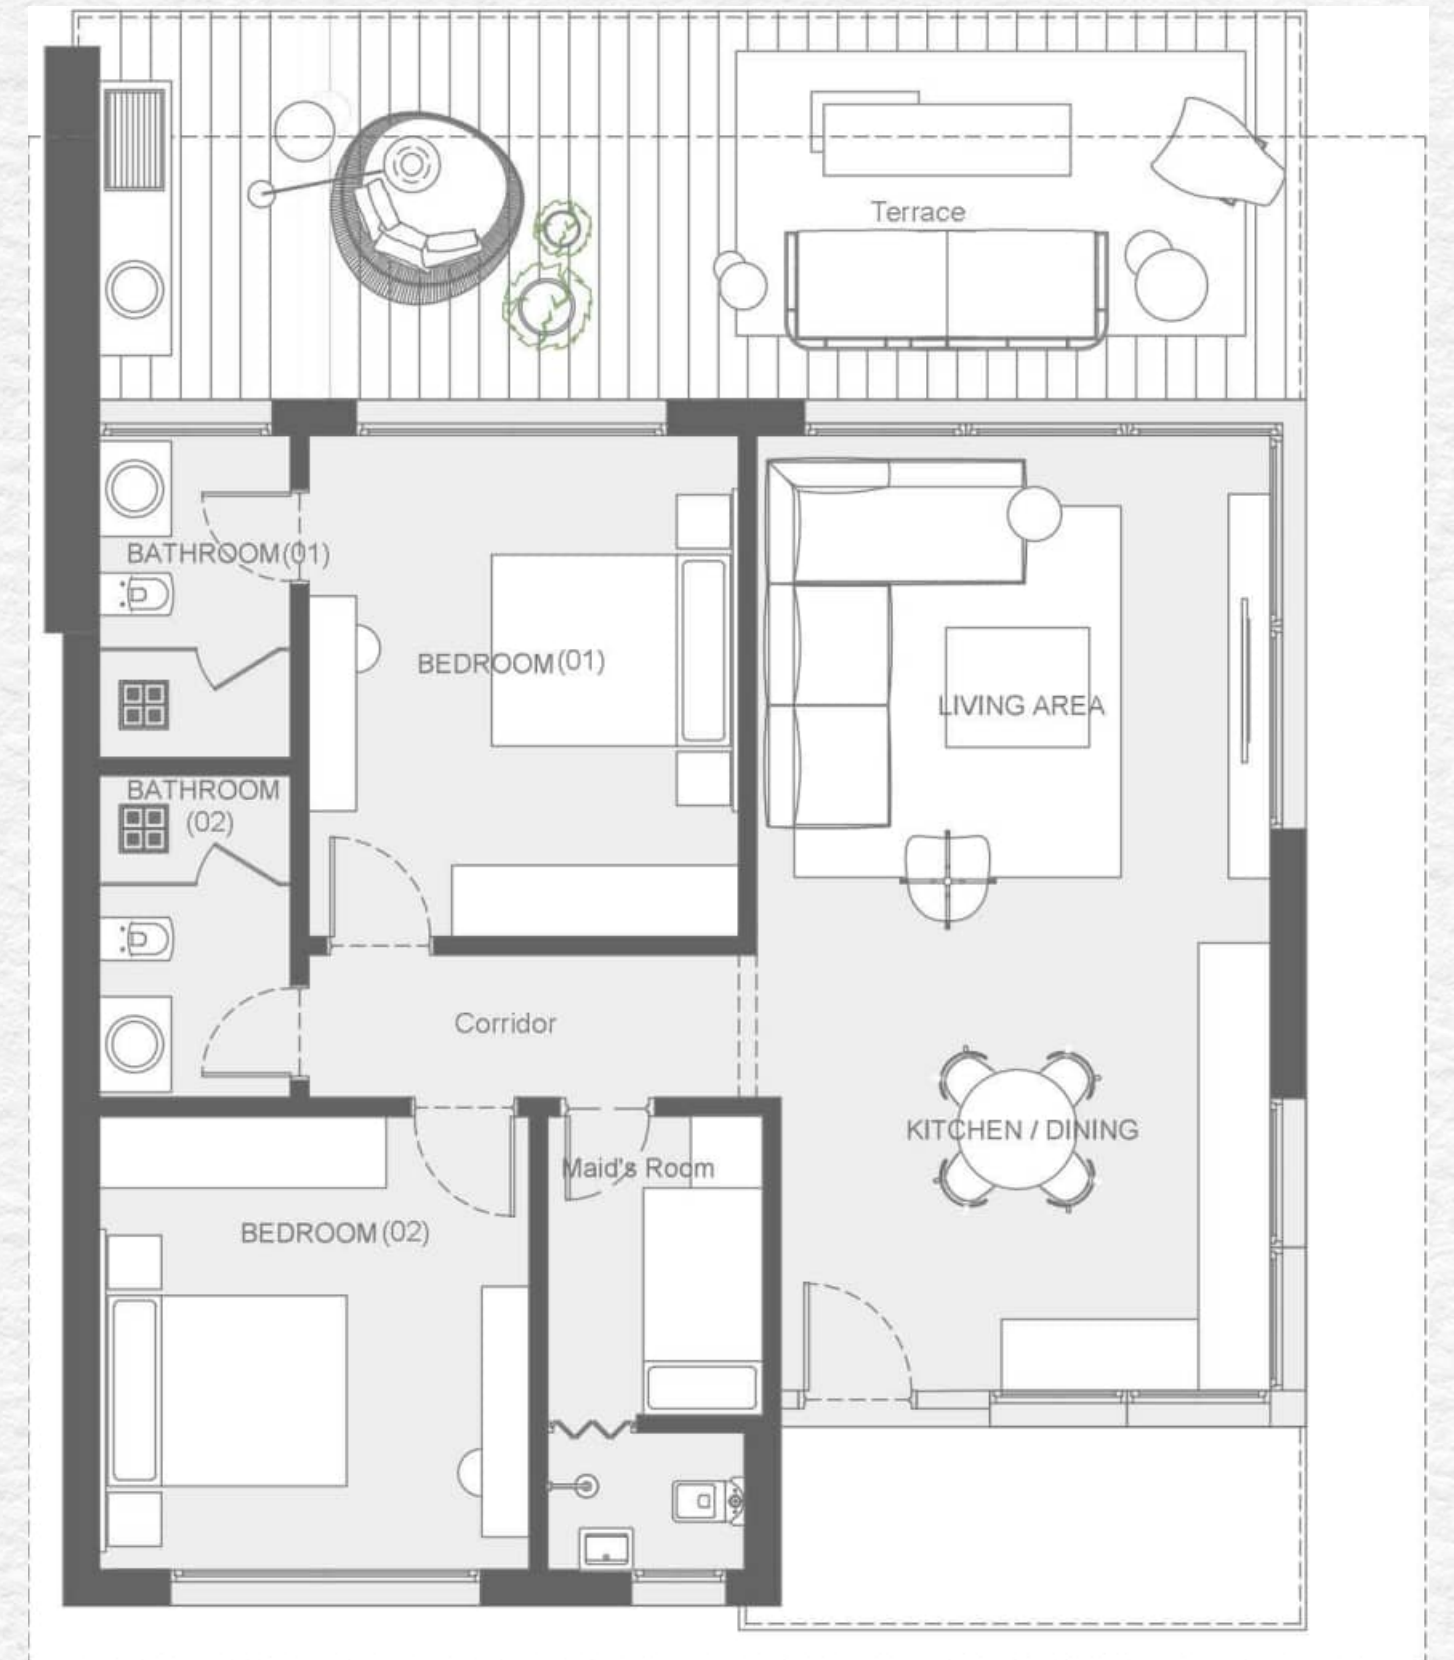 Terrace
BATHROOM(01)
BEDROOM(01)
LIVING AREA
BATHROOM
(02)
Corridor
KITCHEN / DINING
Maid's Room
BEDROOM(02)